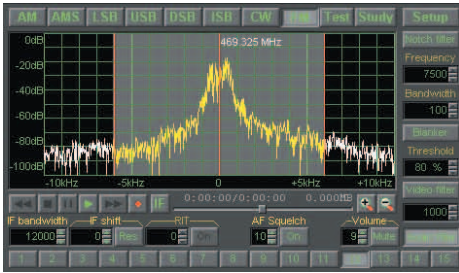 AM AMS LSB USB DSB ISB CW Test Study Setup
469.325 MHz
Notch filter
0dB
Frequency
-20dB
7500
-40dB
Bandwidth
-60dB
100
Blanker
-80dB
Threshold
-100dB
80 %
-10kHz -5kHz 0 +5kHz +10kHz
Video filter
IF 0:00:00/0:00:00 0.000MB
1000
IF bandwidth IF shift RIT AF Squelch Volume
12000 0 Res 0 On 10 On 9 Mute
1 2 3 4 5 6 7 8 9 10 11 12 13 14 15